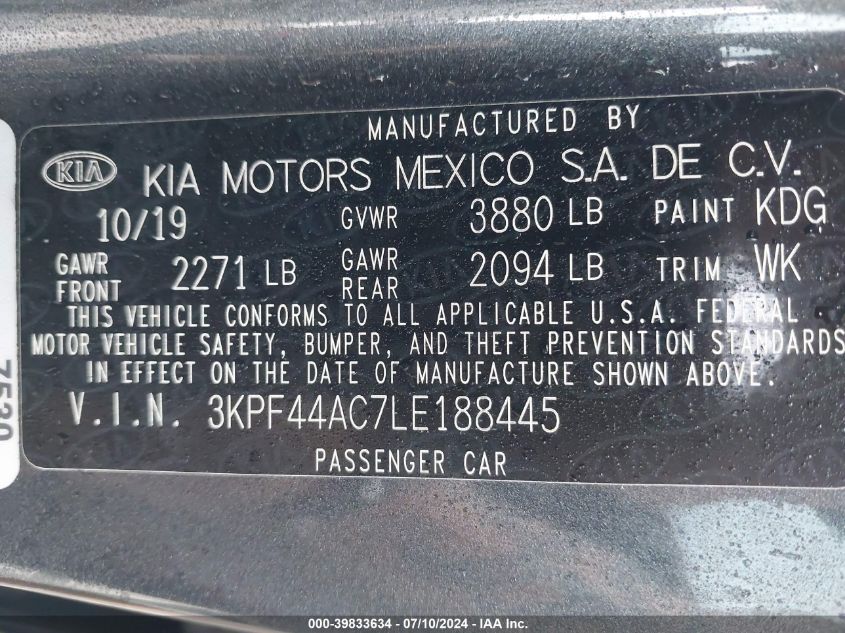 MANUFACTURED BY
KIA KIA MOTORS MEXICO S.A. DE C.V.
10/19 GVWR 3880 LB PAINT KDG
GAWR FRONT 2271 LB GAWR REAR 2094 LB TRIM WK
THIS VEHICLE CONFORMS TO ALL APPLICABLE U.S.A. FEDERAL
MOTOR VEHICLE SAFETY, BUMPER, AND THEFT PREVENTION STANDARDS
IN EFFECT ON THE DATE OF MANUFACTURE SHOWN ABOVE.
V.I.N. 3KPF44AC7LE188445
PASSENGER CAR
7530
000-39833634 - 07/10/2024 - IAA Inc.